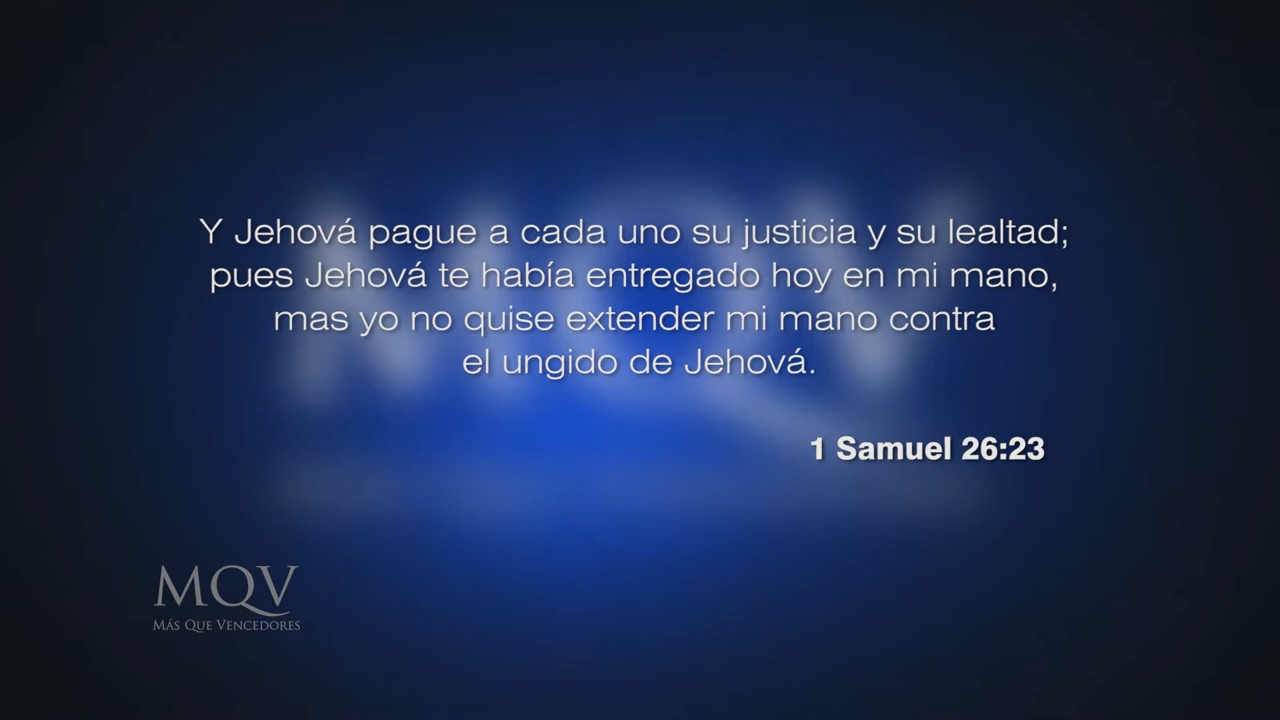 Y Jehová pague a cada uno su justicia y su lealtad;
pues Jehová te había entregado hoy en mi mano,
mas yo no quise extender mi mano contra
el ungido de Jehová.
1 Samuel 26:23
MQV
MÁS QUE VENCEDORES